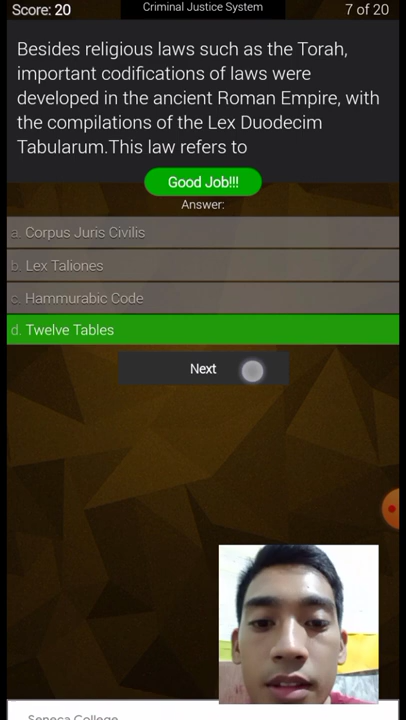 Score: 20 Criminal Justice System 7 of 20
Besides religious laws such as the Torah,
important codifications of laws were
developed in the ancient Roman Empire, with
the compilations of the Lex Duodecim
Tabularum.This law refers to
Good Job!!!
Answer:
a. Corpus Juris Civilis
b. Lex Taliones
c. Hammurabic Code
d. Twelve Tables
Next
Seneca College